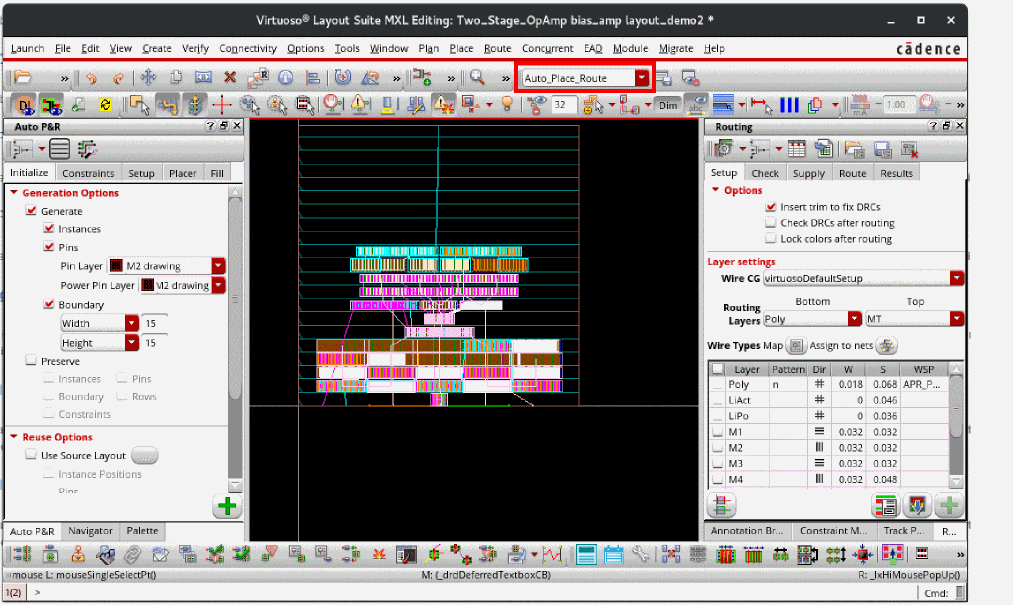 Virtuoso® Layout Suite MXL Editing: Two_Stage_OpAmp bias_amp layout_demo2 *
Launch File Edit View Create Verify Connectivity Options Tools Window Plan Place Route Concurrent EAD Module Migrate Help
cādence
» » » » Auto_Place_Route
32 Dim abc mA 1.00 »
Auto P&R
Routing
Initialize Constraints Setup Placer Fill
Setup Check Supply Route Results
Generation Options
Generate
Instances
Pins
Pin Layer M2 drawing
Power Pin Layer M2 drawing
Boundary
Width 15
Height 15
Preserve
Instances Pins
Boundary Rows
Constraints
Reuse Options
Use Source Layout ...
Instance Positions
Pins
Options
Insert trim to fix DRCs
Check DRCs after routing
Lock colors after routing
Layer settings
Wire CG virtuosoDefaultSetup
Bottom Top
Routing Layers Poly MT
Wire Types Map Assign to nets
Layer Pattern Dir W S WSP
Poly n 0.018 0.068 APR_P...
LiAct 0 0.046
LiPo 0 0.036
M1 0.032 0.032
M2 0.032 0.032
M3 0.032 0.032
M4 0.032 0.048
Auto P&R Navigator Palette
Annotation Br... Constraint M... Track P... R...
»
mouse L: mouseSingleSelectPt() M: (_drdDeferredTextboxCB) R: _lxHiMousePopUp()
1(2) > Cmd: